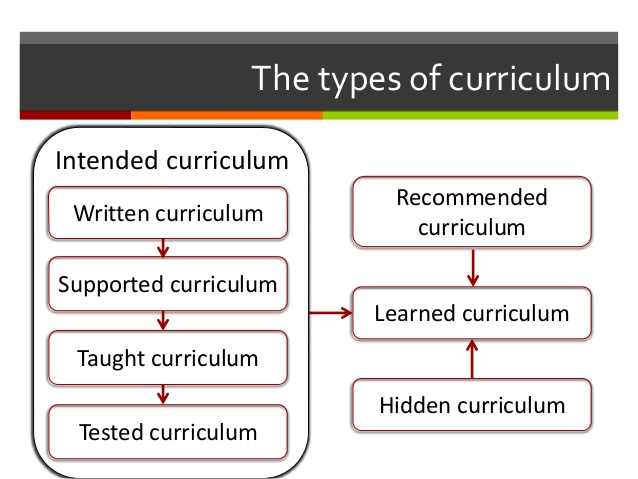 The types of curriculum
Intended curriculum
Written curriculum
Supported curriculum
Taught curriculum
Tested curriculum
Recommended
curriculum
Learned curriculum
Hidden curriculum